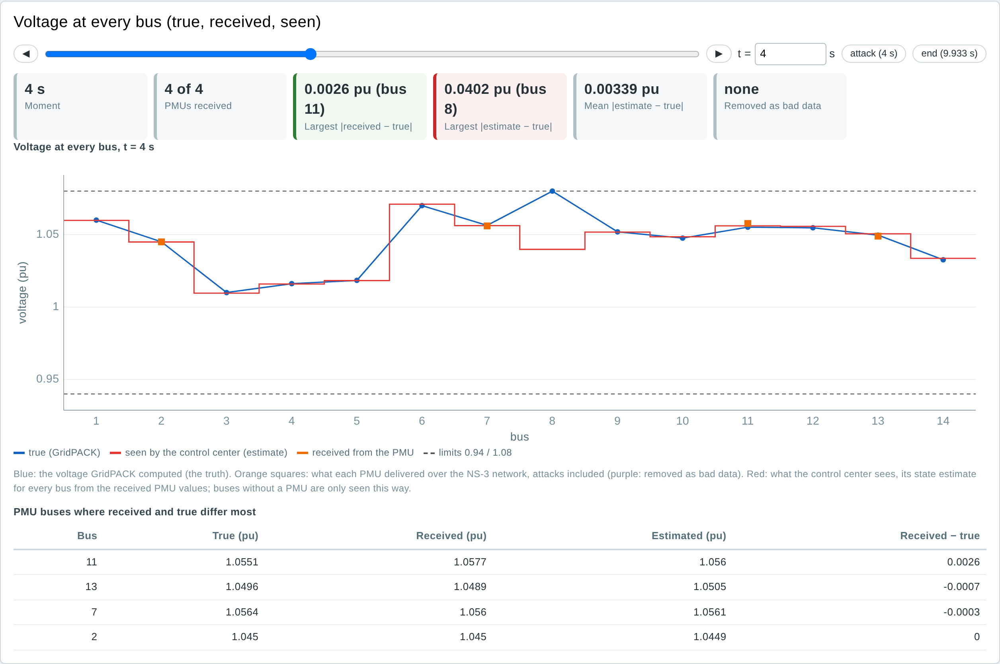 Voltage at every bus (true, received, seen)
◀ ▶ t = 4 s attack (4 s) end (9.933 s)
4 s
Moment
4 of 4
PMUs received
0.0026 pu (bus
11)
Largest |received − true|
0.0402 pu (bus
8)
Largest |estimate − true|
0.00339 pu
Mean |estimate − true|
none
Removed as bad data
Voltage at every bus, t = 4 s
voltage (pu)
1.05
1
0.95
1 2 3 4 5 6 7 8 9 10 11 12 13 14
bus
true (GridPACK) seen by the control center (estimate) received from the PMU limits 0.94 / 1.08
Blue: the voltage GridPACK computed (the truth). Orange squares: what each PMU delivered over the NS-3 network, attacks included (purple: removed as bad data). Red: what the control center sees, its state estimate
for every bus from the received PMU values; buses without a PMU are only seen this way.
PMU buses where received and true differ most
Bus True (pu) Received (pu) Estimated (pu) Received − true
11 1.0551 1.0577 1.056 0.0026
13 1.0496 1.0489 1.0505 -0.0007
7 1.0564 1.056 1.0561 -0.0003
2 1.045 1.045 1.0449 0